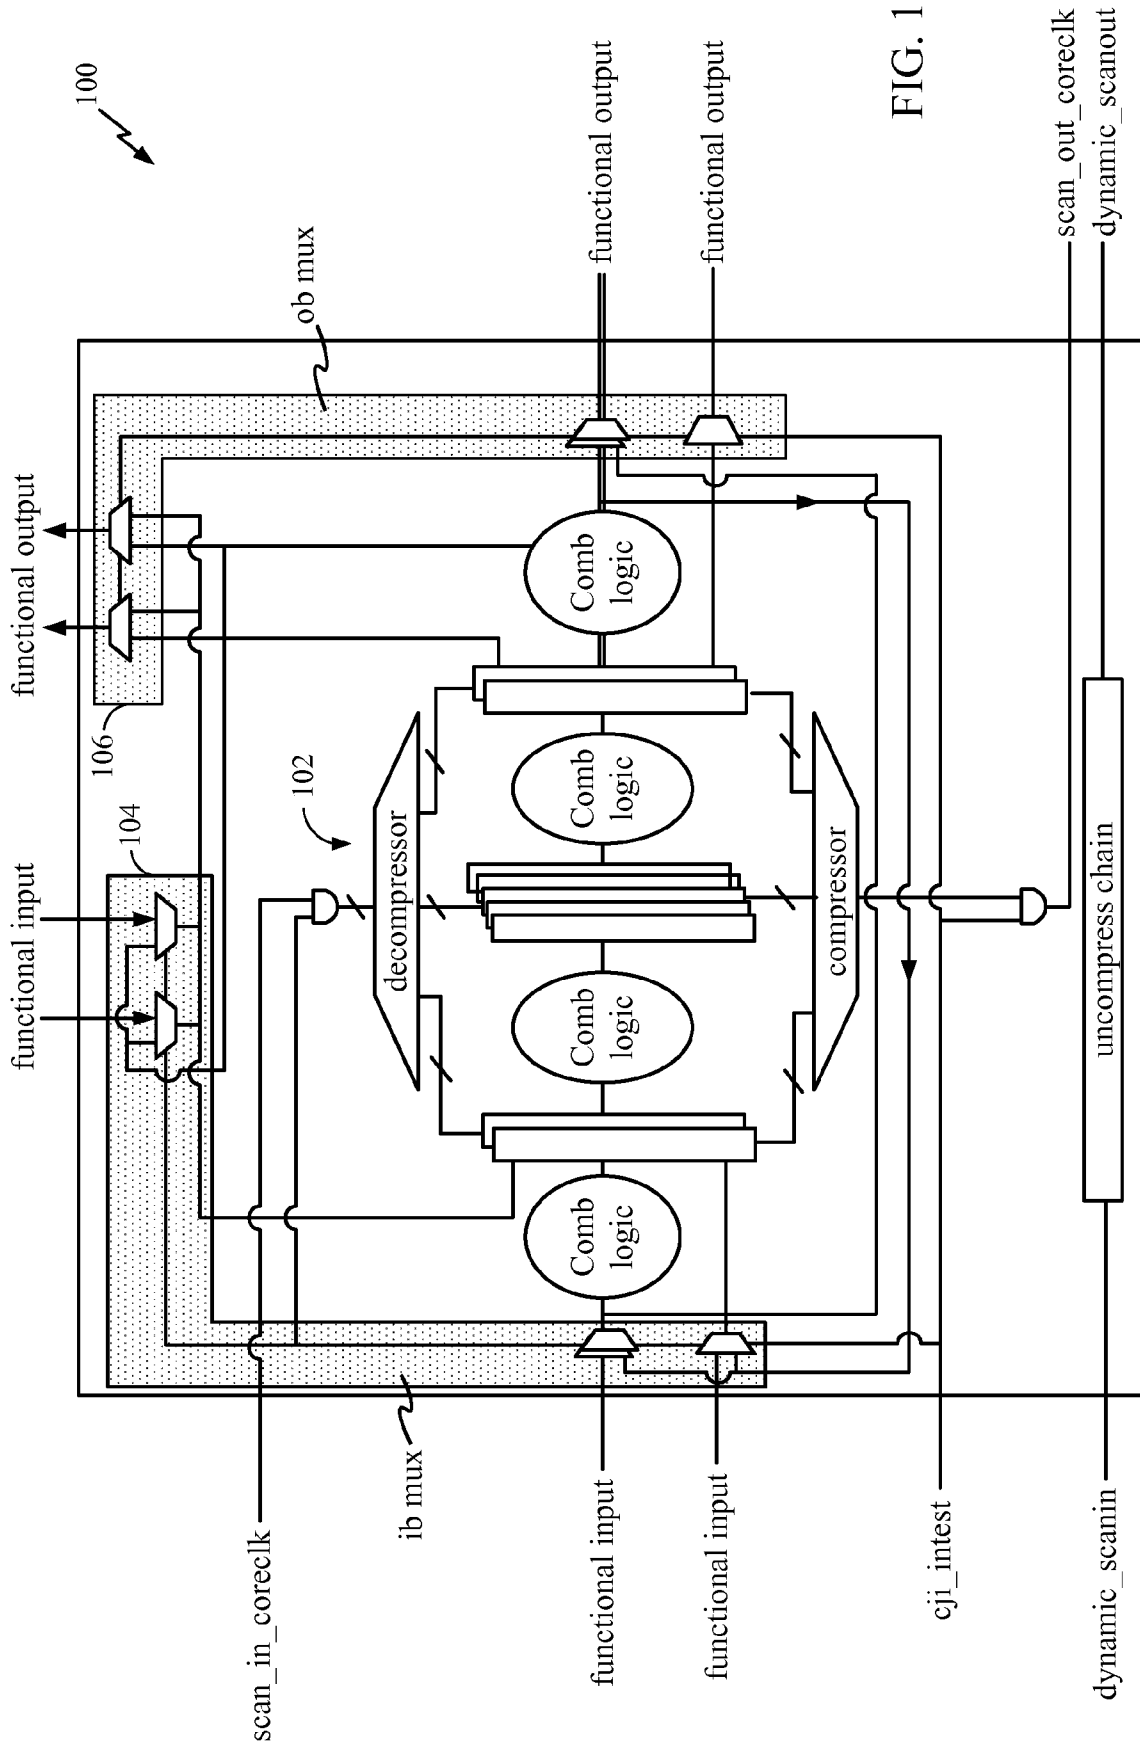 100
functional input
functional output
104
106
ob mux
scan_in_coreclk
102
decompressor
ib mux
functional input
Comb
logic
Comb
logic
Comb
logic
Comb
logic
functional output
functional input
functional output
compressor
cji_intest
scan_out_coreclk
dynamic_scanin
uncompress chain
dynamic_scanout
FIG. 1